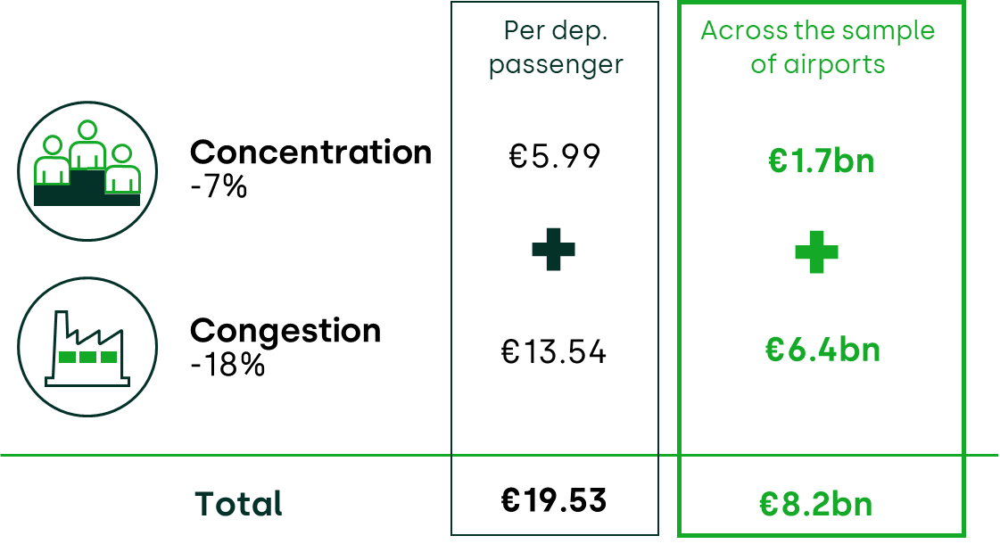 Per dep.
passenger
Across the sample
of airports
Concentration
-7%
€5.99
€1.7bn
+
+
Congestion
-18%
€13.54
€6.4bn
Total
€19.53
€8.2bn